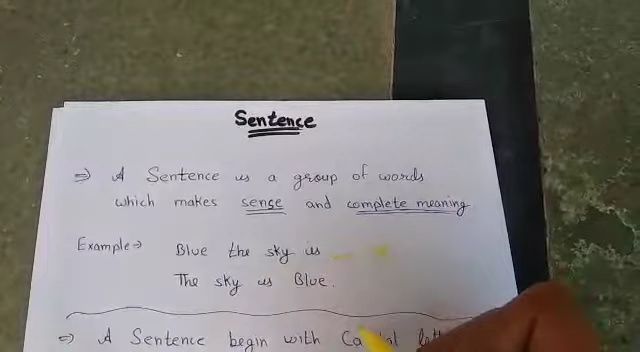 Sentence
⇒ A Sentence is a group of words
which makes sense and complete meaning
Example → Blue the sky is
The sky is Blue.
⇒ A Sentence begin with